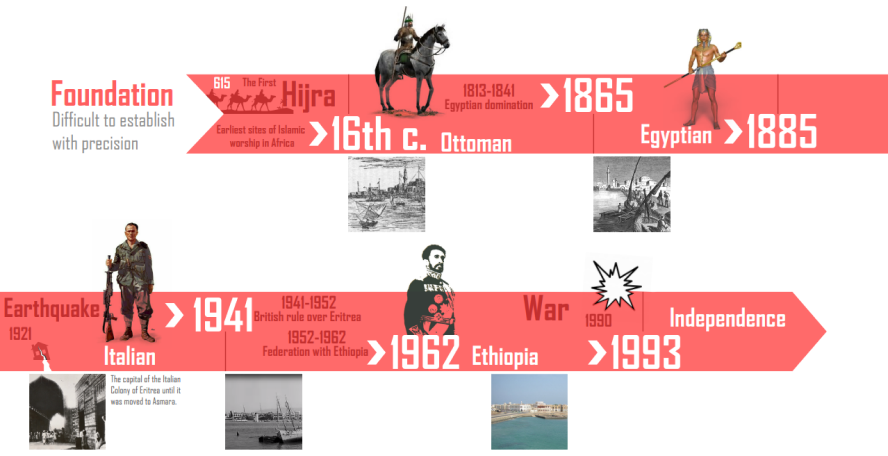 Foundation
Difficult to establish
with precision
615
The First
Hijra
Earliest sites of Islamic
worship in Africa
16th c. Ottoman
1813-1841
Egyptian domination
1865
Egyptian
1885
Earthquake
1921
Italian
The capital of the Italian
Colony of Eritrea until it
was moved to Asmara.
1941
1941-1952
British rule over Eritrea
1952-1962
Federation with Ethiopia
1962 Ethiopia
War
1990
1993
Independence